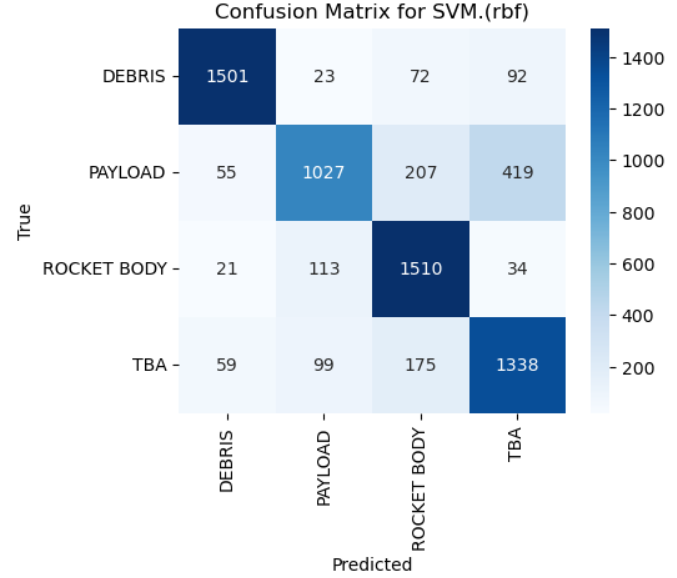 Confusion Matrix for SVM.(rbf)
DEBRIS 1501 23 72 92
PAYLOAD 55 1027 207 419
ROCKET BODY 21 113 1510 34
TBA 59 99 175 1338
True
DEBRIS PAYLOAD ROCKET BODY TBA
Predicted
1400
1200
1000
800
600
400
200